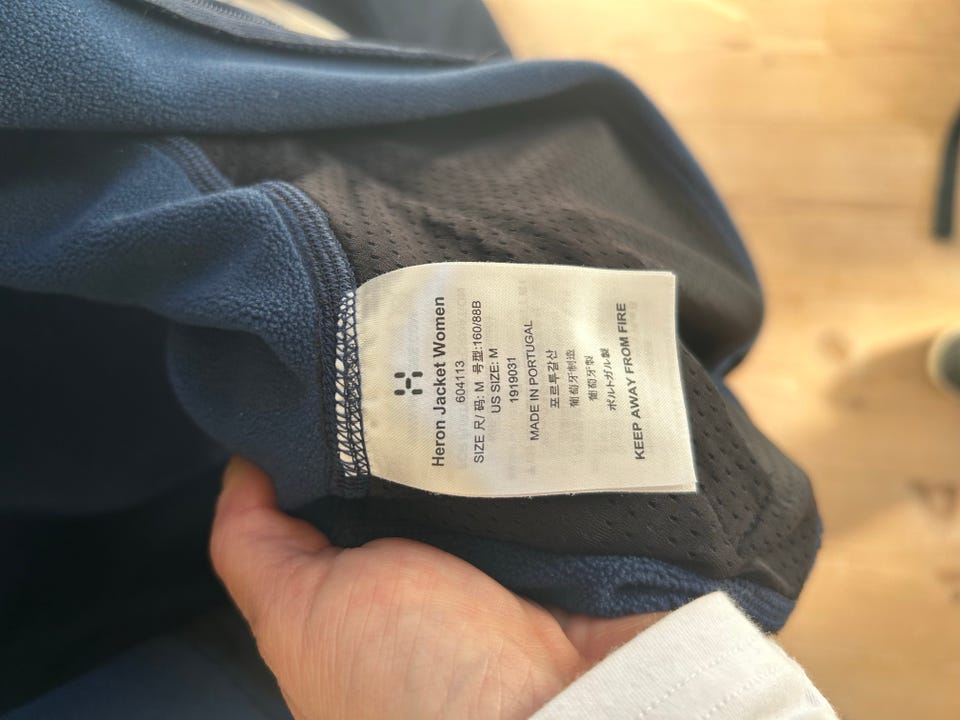 Heron Jacket Women
604113
SIZE 尺/ 码: M 号型:160/88B
US SIZE: M
1919031
MADE IN PORTUGAL
포르투갈산
葡萄牙制造
葡萄牙製
ポルトガル製
KEEP AWAY FROM FIRE